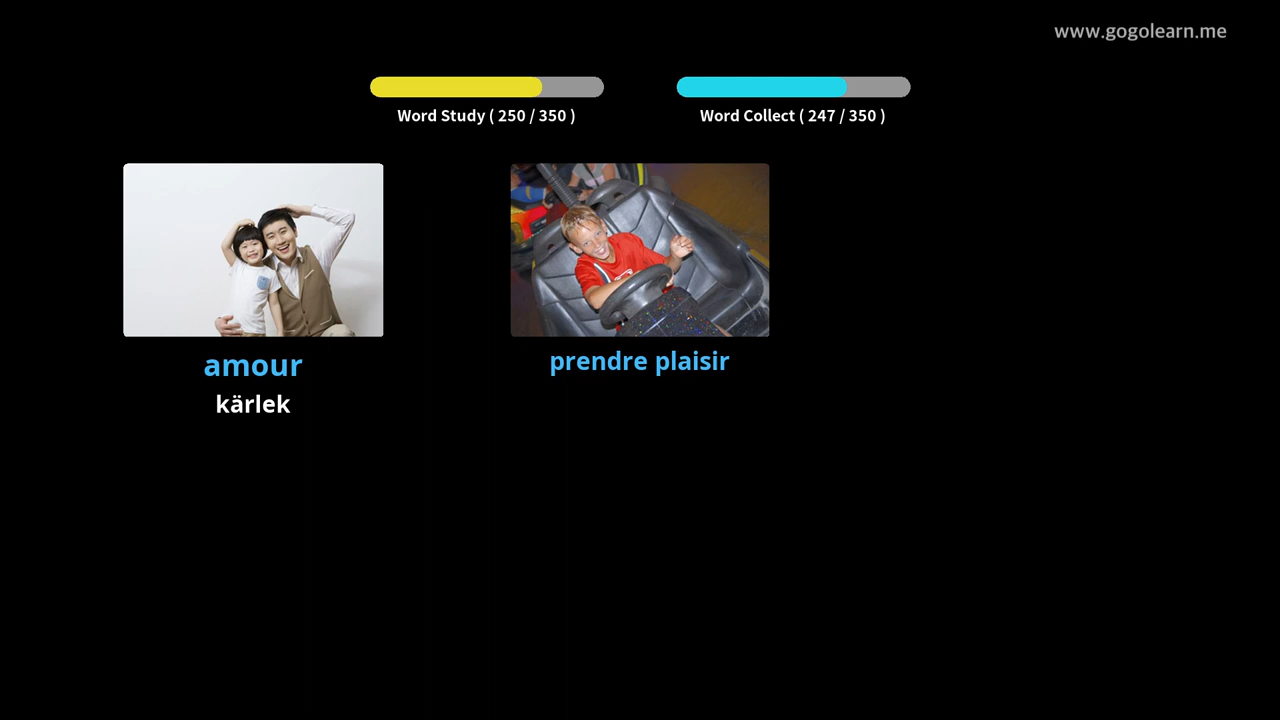 www.gogolearn.me
Word Study ( 250 / 350 )
Word Collect ( 247 / 350 )
amour
kärlek
prendre plaisir